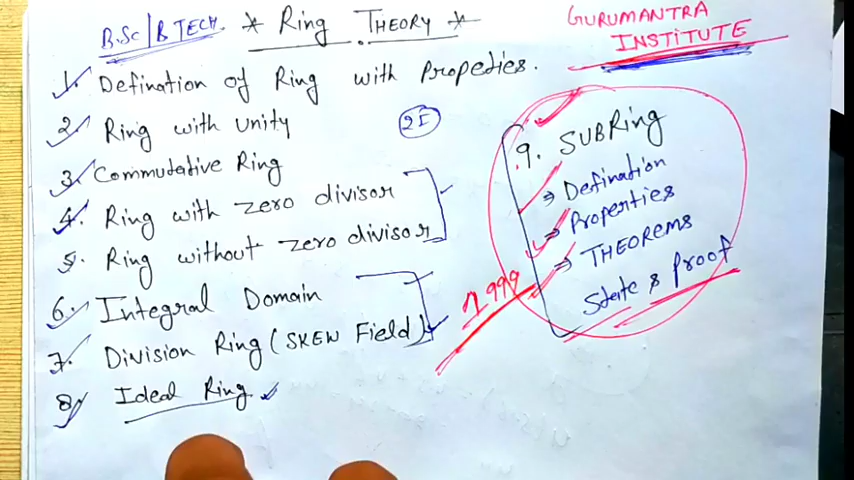 B.Sc/B TECH. * Ring THEORY *
GURUMANTRA
INSTITUTE
1. Defination of Ring with Propeties.
2. Ring with unity
3. Commutative Ring
4. Ring with zero divisor
5. Ring without zero divisor
6. Integral Domain
7. Division Ring (SKEW Field)
8. Ideal Ring
9. SUBRing
⇒ Defination
⇒ Properties
⇒ THEOREMS
State & Proof